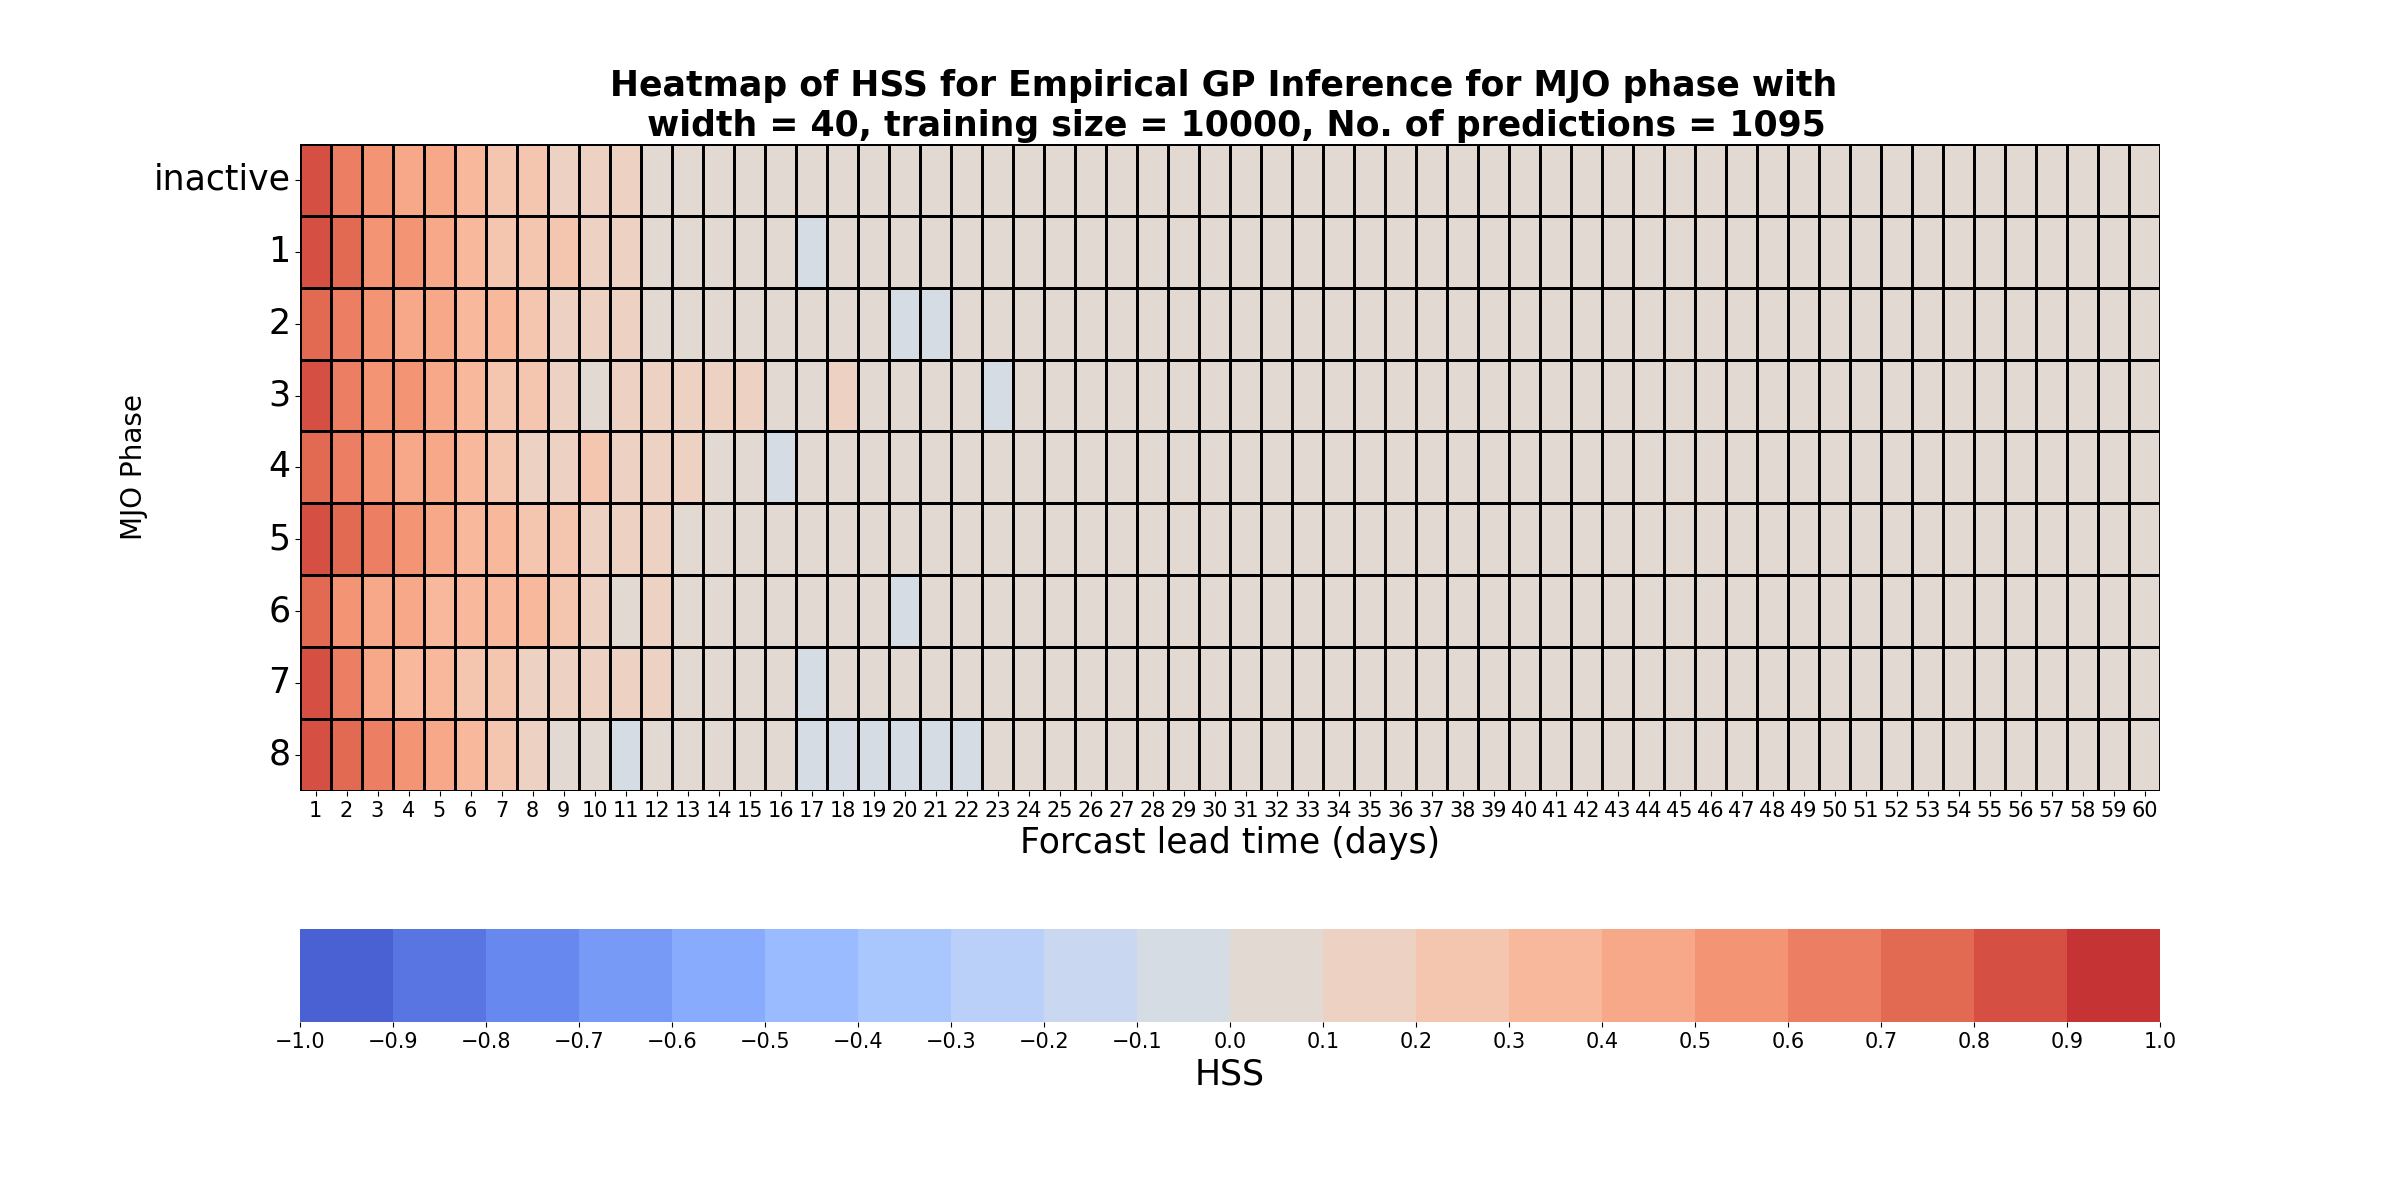 Heatmap of HSS for Empirical GP Inference for MJO phase with
width = 40, training size = 10000, No. of predictions = 1095
inactive
1
2
3
4
5
6
7
8
MJO Phase
1 2 3 4 5 6 7 8 9 10 11 12 13 14 15 16 17 18 19 20 21 22 23 24 25 26 27 28 29 30 31 32 33 34 35 36 37 38 39 40 41 42 43 44 45 46 47 48 49 50 51 52 53 54 55 56 57 58 59 60
Forcast lead time (days)
−1.0 −0.9 −0.8 −0.7 −0.6 −0.5 −0.4 −0.3 −0.2 −0.1 0.0 0.1 0.2 0.3 0.4 0.5 0.6 0.7 0.8 0.9 1.0
HSS